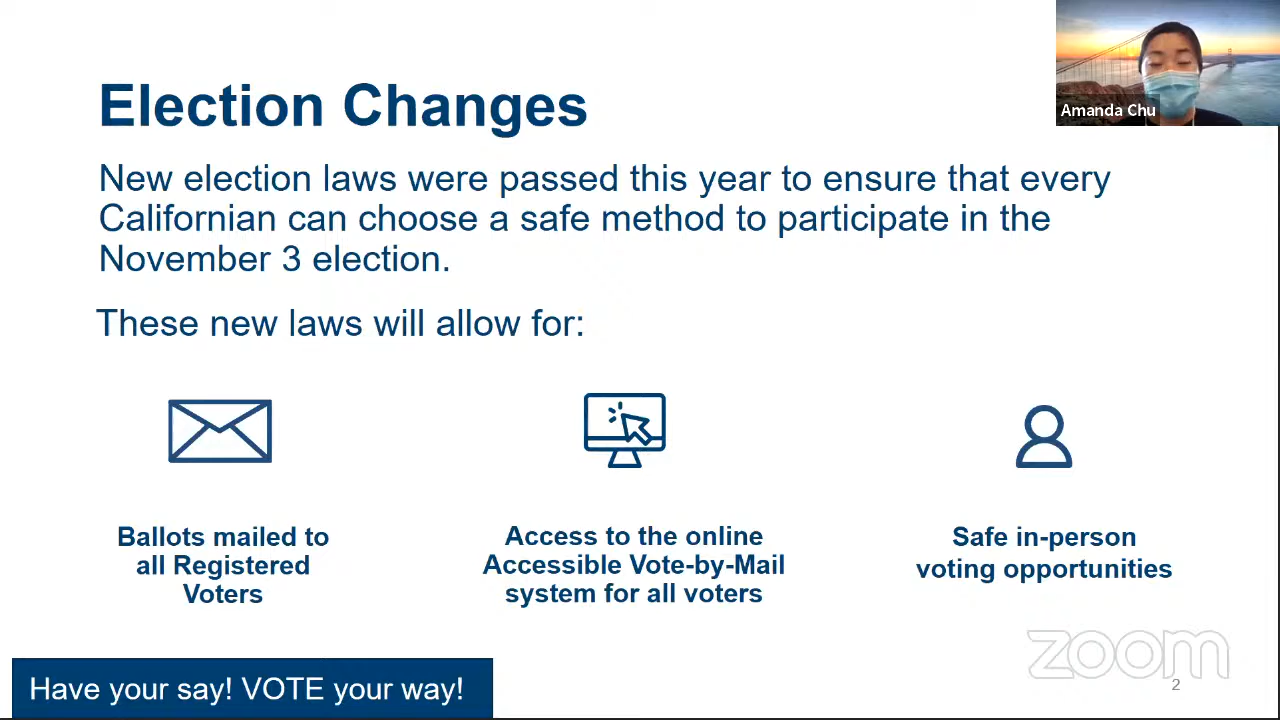 Election Changes
Amanda Chu
New election laws were passed this year to ensure that every
Californian can choose a safe method to participate in the
November 3 election.
These new laws will allow for:
Ballots mailed to
all Registered
Voters
Access to the online
Accessible Vote-by-Mail
system for all voters
Safe in-person
voting opportunities
zoom
2
Have your say! VOTE your way!